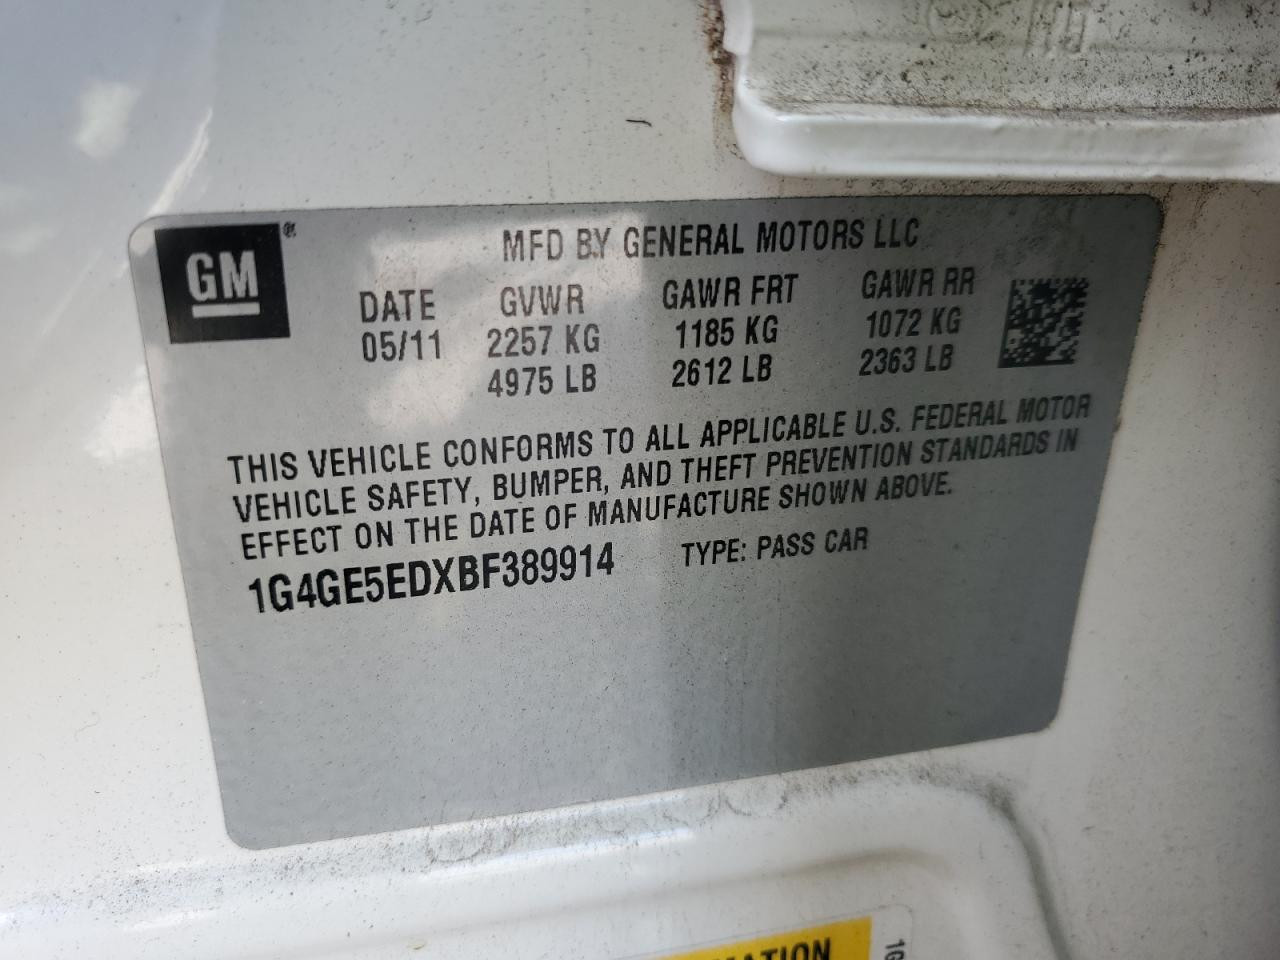 GM®
MFD BY GENERAL MOTORS LLC
DATE GVWR GAWR FRT GAWR RR
05/11 2257 KG 1185 KG 1072 KG
4975 LB 2612 LB 2363 LB
THIS VEHICLE CONFORMS TO ALL APPLICABLE U.S. FEDERAL MOTOR
VEHICLE SAFETY, BUMPER, AND THEFT PREVENTION STANDARDS IN
EFFECT ON THE DATE OF MANUFACTURE SHOWN ABOVE.
1G4GE5EDXBF389914 TYPE: PASS CAR